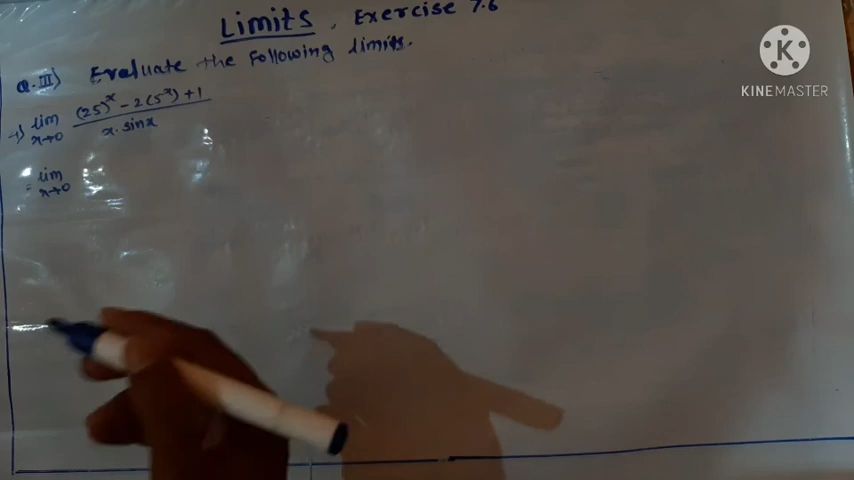 Limits. Exercise 7.6
Q.III) Evaluate the following limits.
1) lim x→0 ((25)^x - 2(5^x) + 1) / (x · sinx)
= lim x→0
K
KINEMASTER